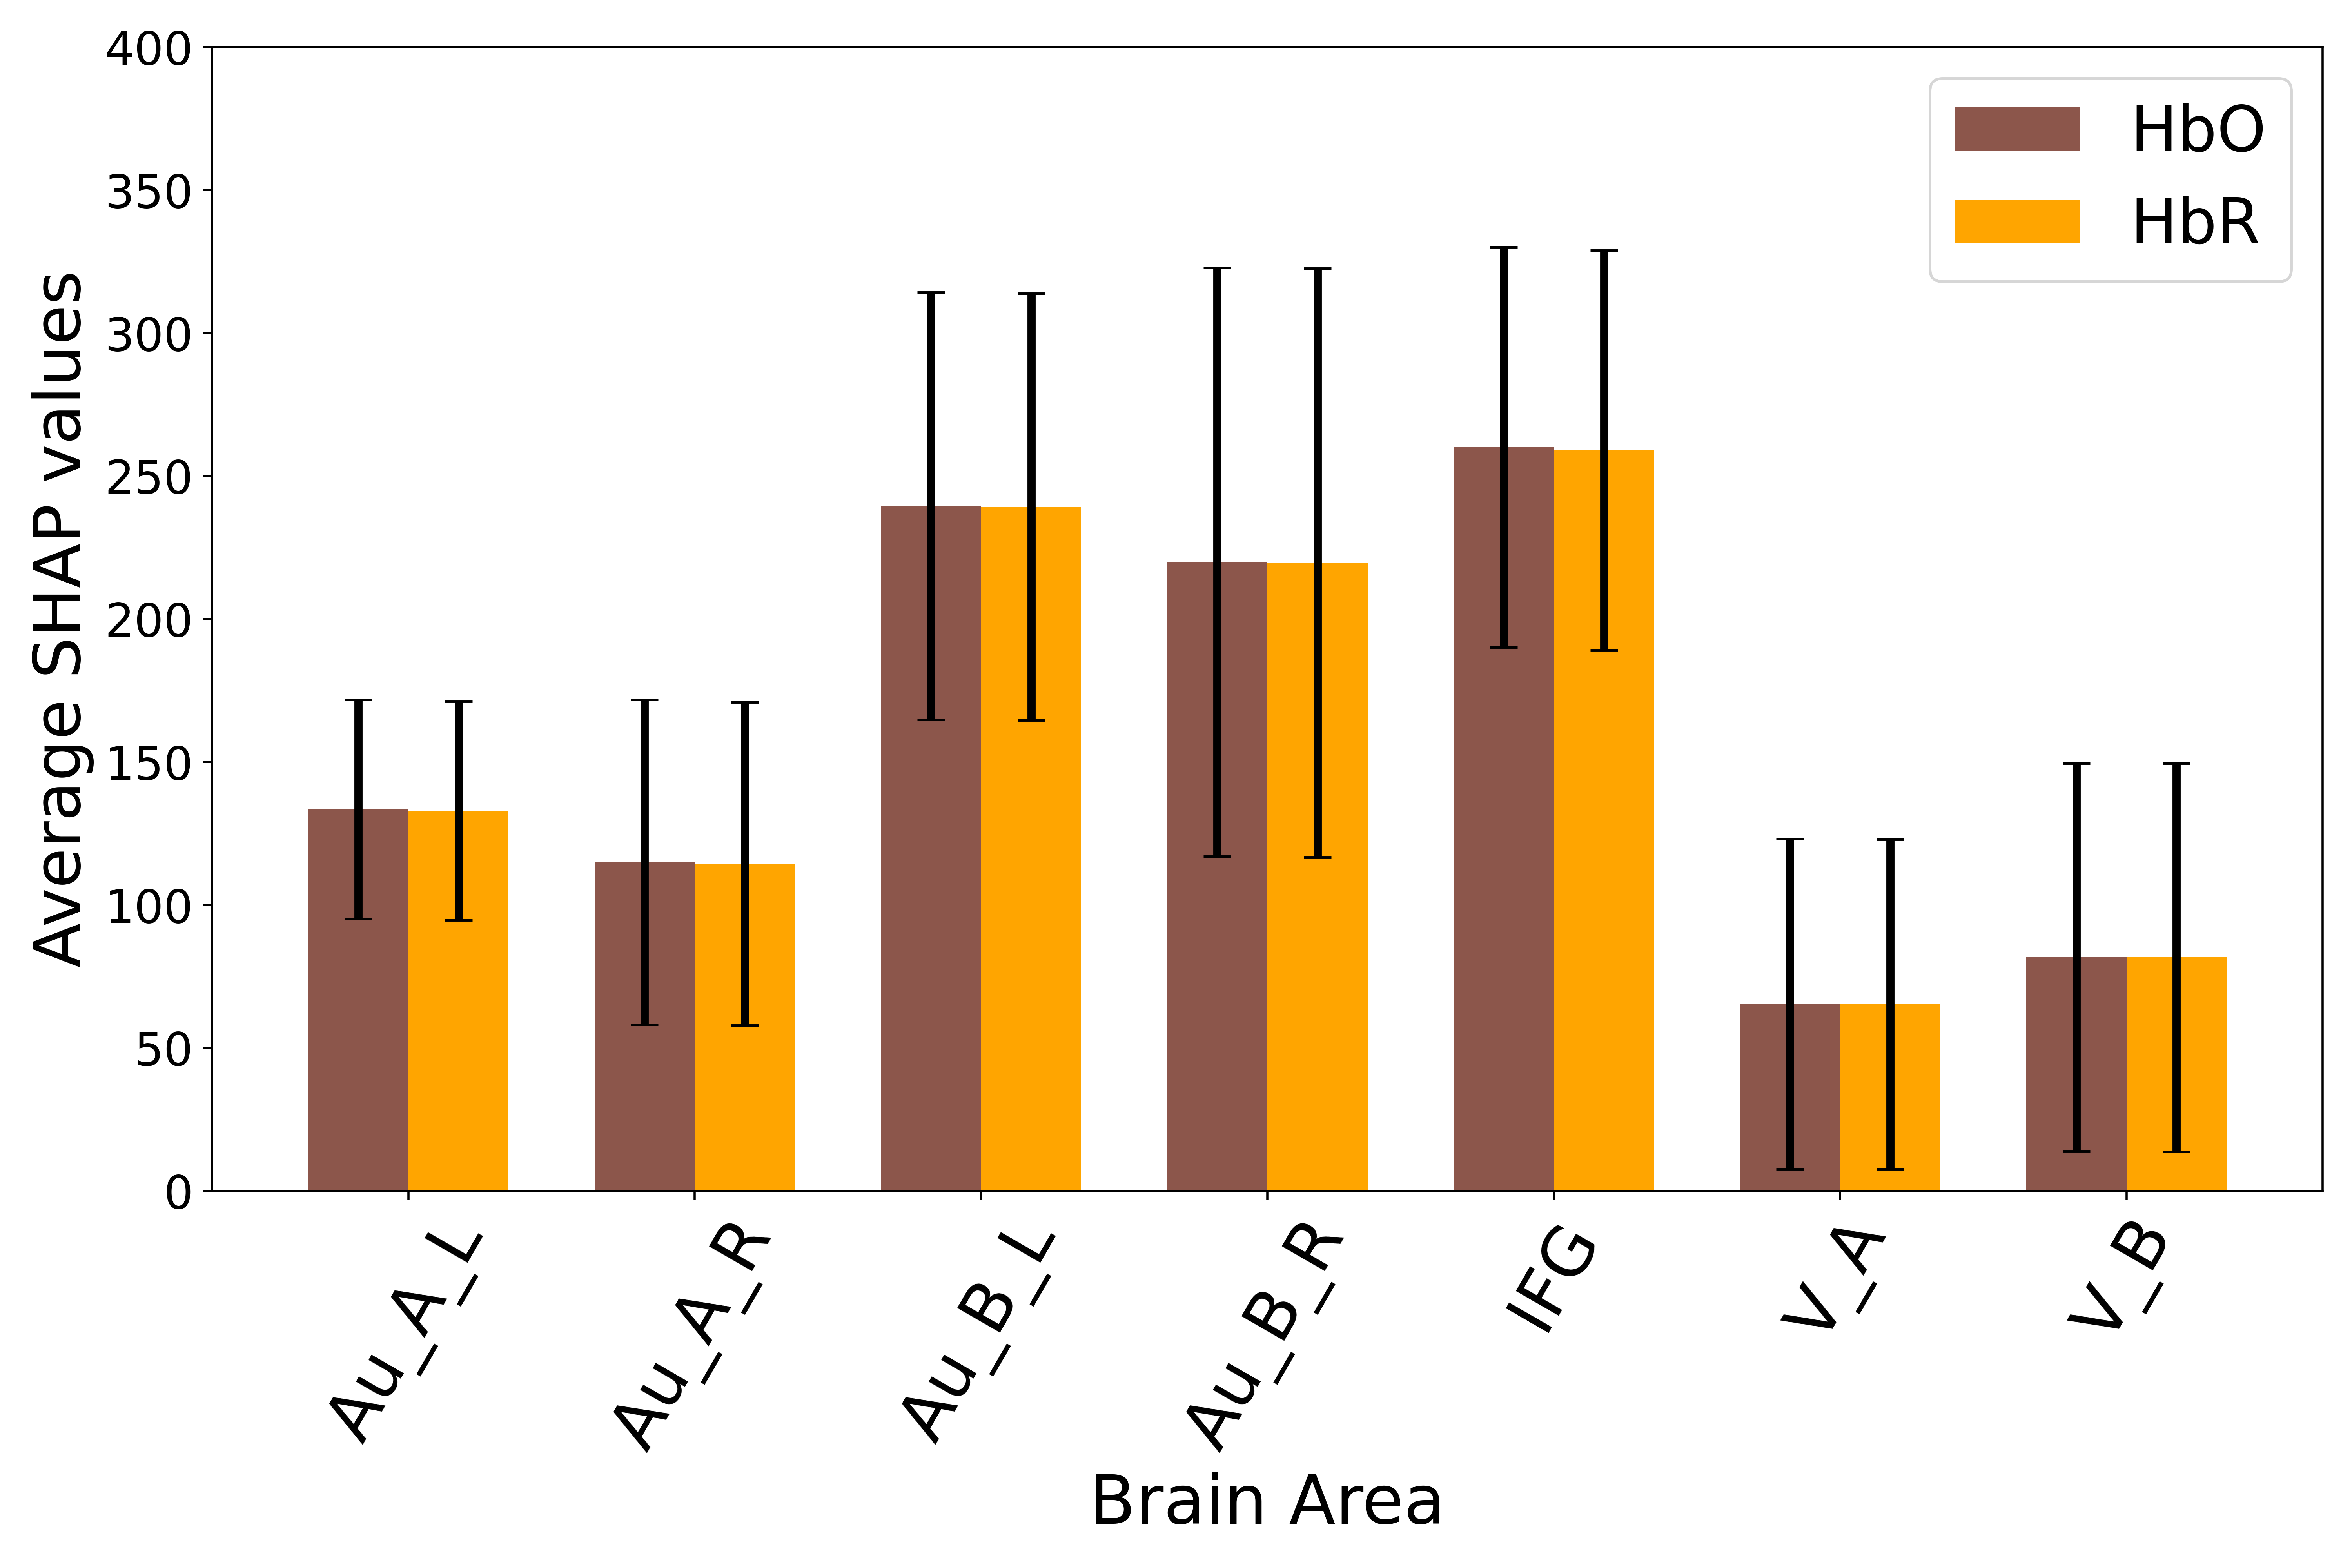 400
350
300
250
200
150
100
50
0
Average SHAP values
HbO
HbR
Au_A_L
Au_A_R
Au_B_L
Au_B_R
IFG
V_A
V_B
Brain Area